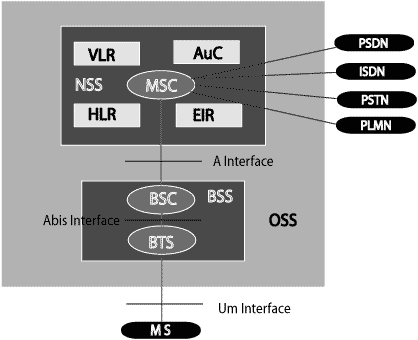 VLR
AuC
NSS
MSC
HLR
EIR
PSDN
ISDN
PSTN
PLMN
A Interface
BSC
BSS
Abis Interface
OSS
BTS
Um Interface
MS